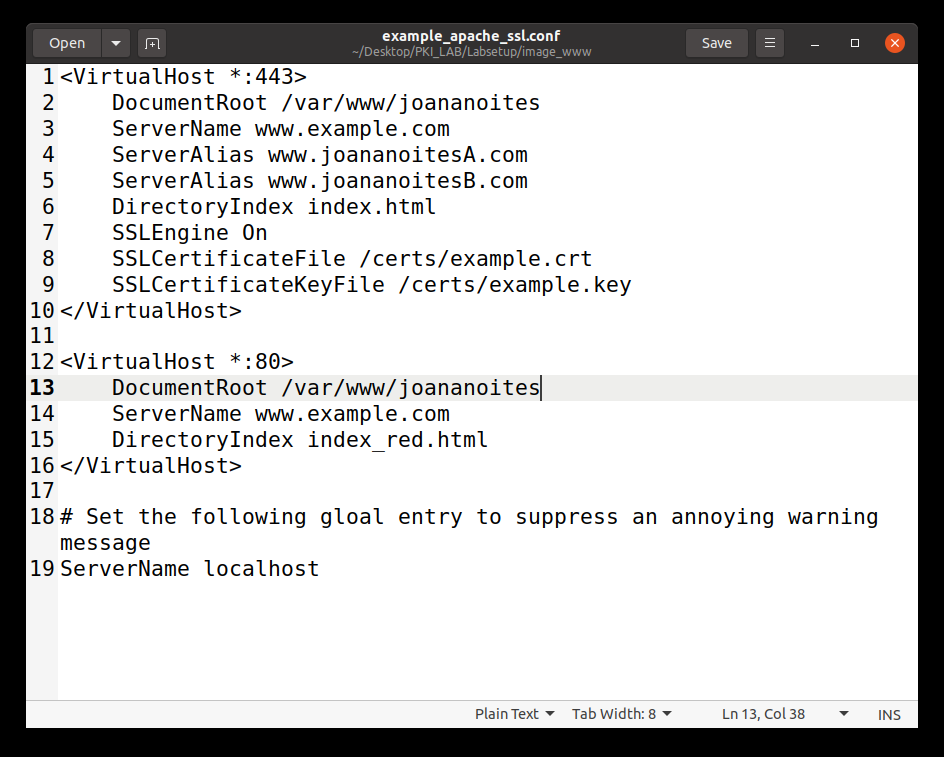 Open
example_apache_ssl.conf
~/Desktop/PKI_LAB/Labsetup/image_www
Save
1 <VirtualHost *:443>
2     DocumentRoot /var/www/joananoites
3     ServerName www.example.com
4     ServerAlias www.joananoitesA.com
5     ServerAlias www.joananoitesB.com
6     DirectoryIndex index.html
7     SSLEngine On
8     SSLCertificateFile /certs/example.crt
9     SSLCertificateKeyFile /certs/example.key
10 </VirtualHost>
11
12 <VirtualHost *:80>
13     DocumentRoot /var/www/joananoites
14     ServerName www.example.com
15     DirectoryIndex index_red.html
16 </VirtualHost>
17
18 # Set the following gloal entry to suppress an annoying warning
message
19 ServerName localhost
Plain Text Tab Width: 8 Ln 13, Col 38 INS